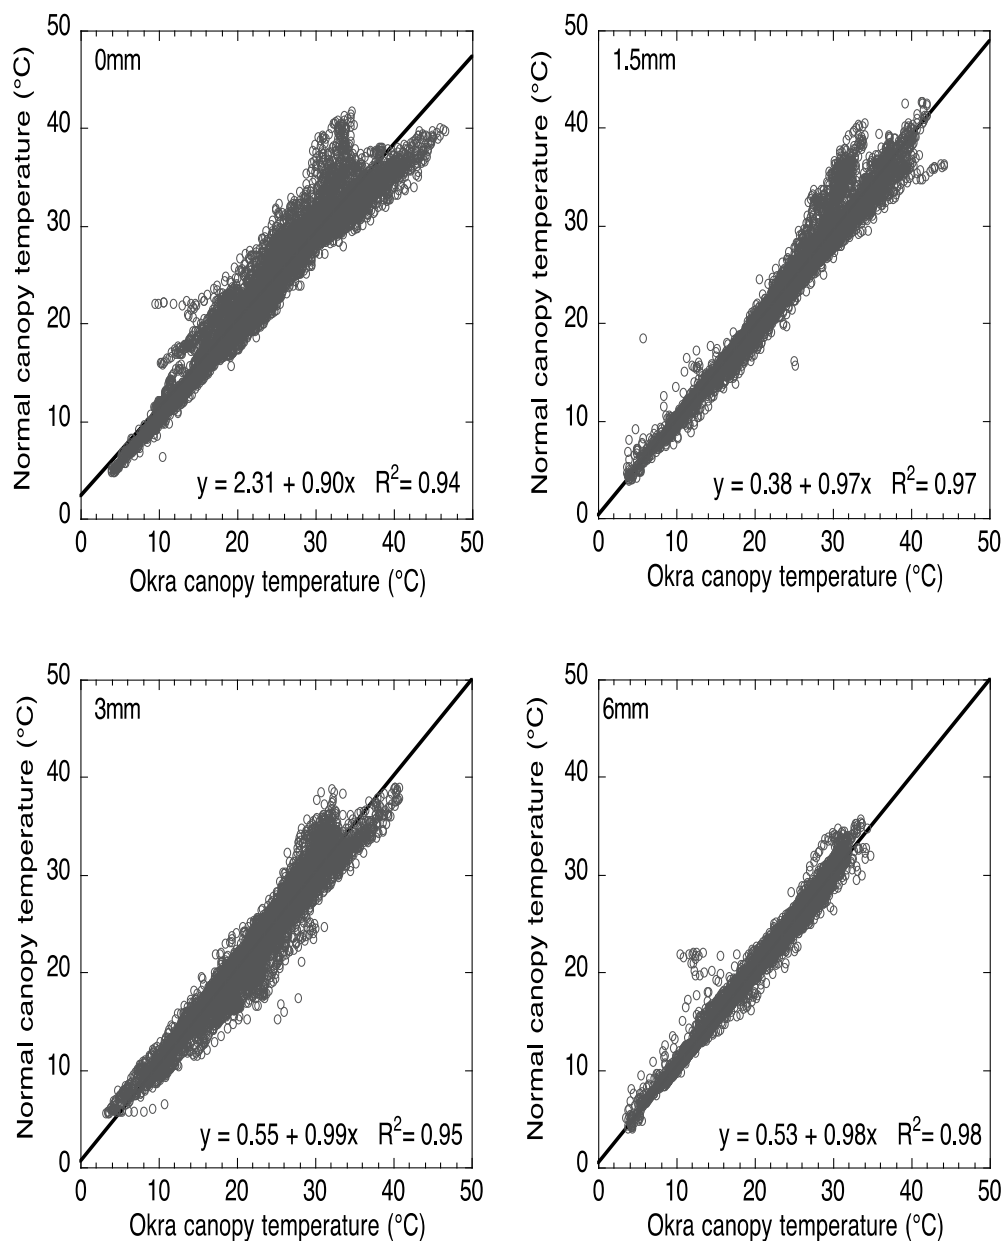 0mm
Normal canopy temperature (°C)
50
40
30
20
10
0
y = 2.31 + 0.90x R² = 0.94
0 10 20 30 40 50
Okra canopy temperature (°C)
1.5mm
Normal canopy temperature (°C)
50
40
30
20
10
0
y = 0.38 + 0.97x R² = 0.97
0 10 20 30 40 50
Okra canopy temperature (°C)
3mm
Normal canopy temperature (°C)
50
40
30
20
10
0
y = 0.55 + 0.99x R² = 0.95
0 10 20 30 40 50
Okra canopy temperature (°C)
6mm
Normal canopy temperature (°C)
50
40
30
20
10
0
y = 0.53 + 0.98x R² = 0.98
0 10 20 30 40 50
Okra canopy temperature (°C)